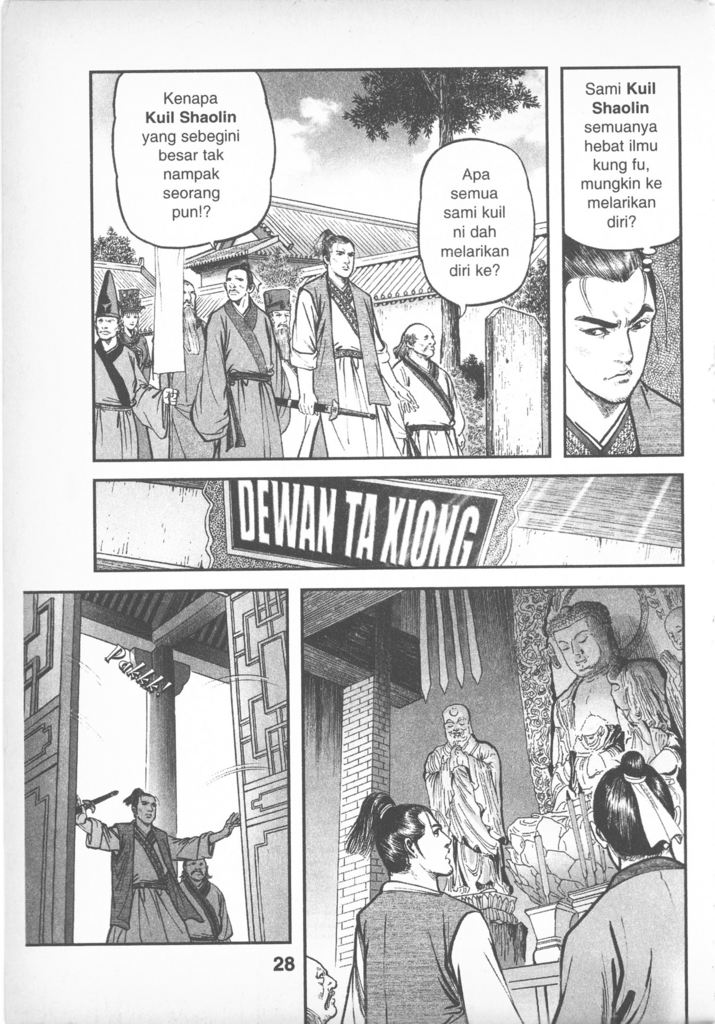 Kenapa
Kuil Shaolin
yang sebegini
besar tak
nampak
seorang
pun!?
Apa
semua
sami kuil
ni dah
melarikan
diri ke?
Sami Kuil
Shaolin
semuanya
hebat ilmu
kung fu,
mungkin ke
melarikan
diri?
DEWAN TA XIONG
Pakkk!
28